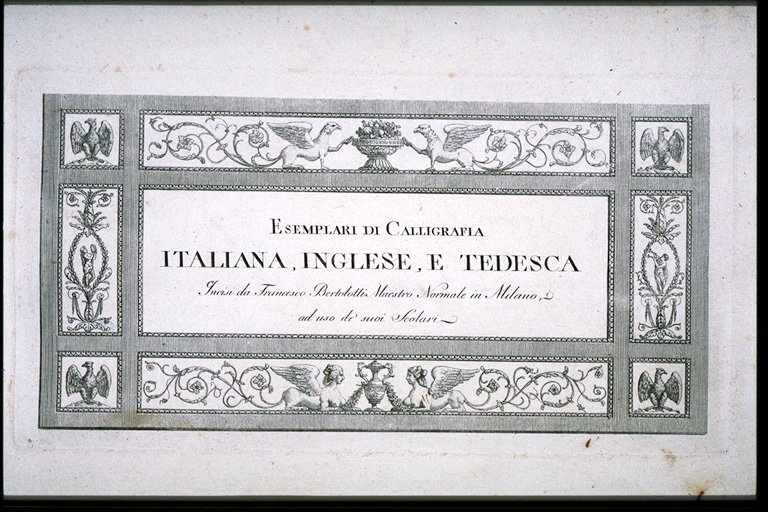 Esemplari di Calligrafia
ITALIANA, INGLESE, E TEDESCA
Incisi da Francesco Bertolotti Maestro Normale in Milano,
ad uso de' suoi Scolari